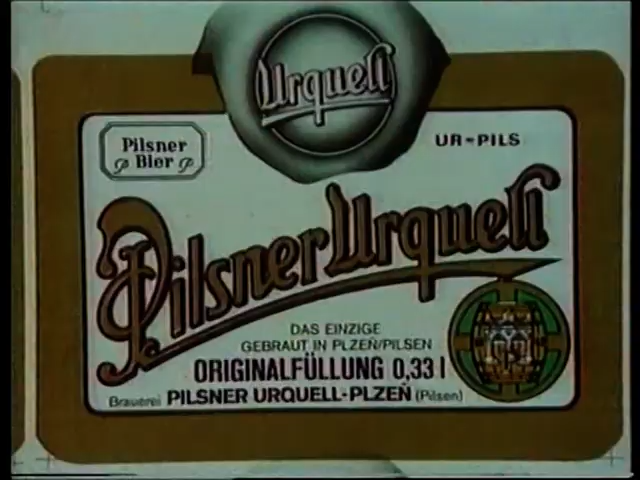 Urquell
Pilsner
Bier
UR-PILS
Pilsner Urquell
DAS EINZIGE
GEBRAUT IN PLZEŇ/PILSEN
ORIGINALFÜLLUNG 0,33 l
Brauerei PILSNER URQUELL-PLZEŇ (Pilsen)